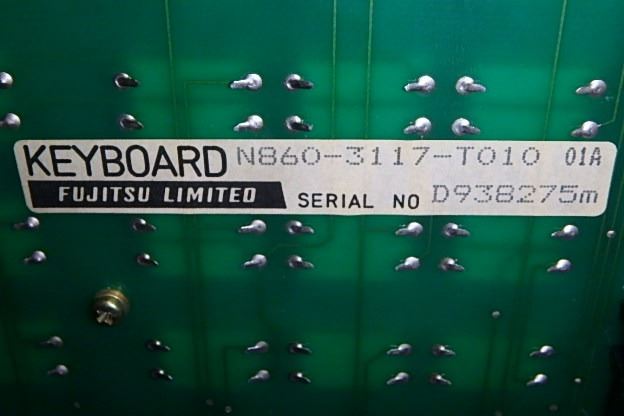 KEYBOARD N860-3117-T010 01A
FUJITSU LIMITED SERIAL NO D938275m